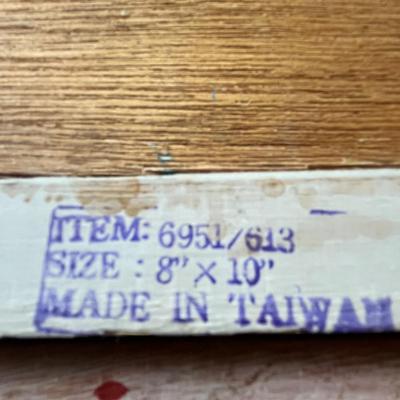 ITEM: 6951/613
SIZE : 8" × 10"
MADE IN TAIWAN